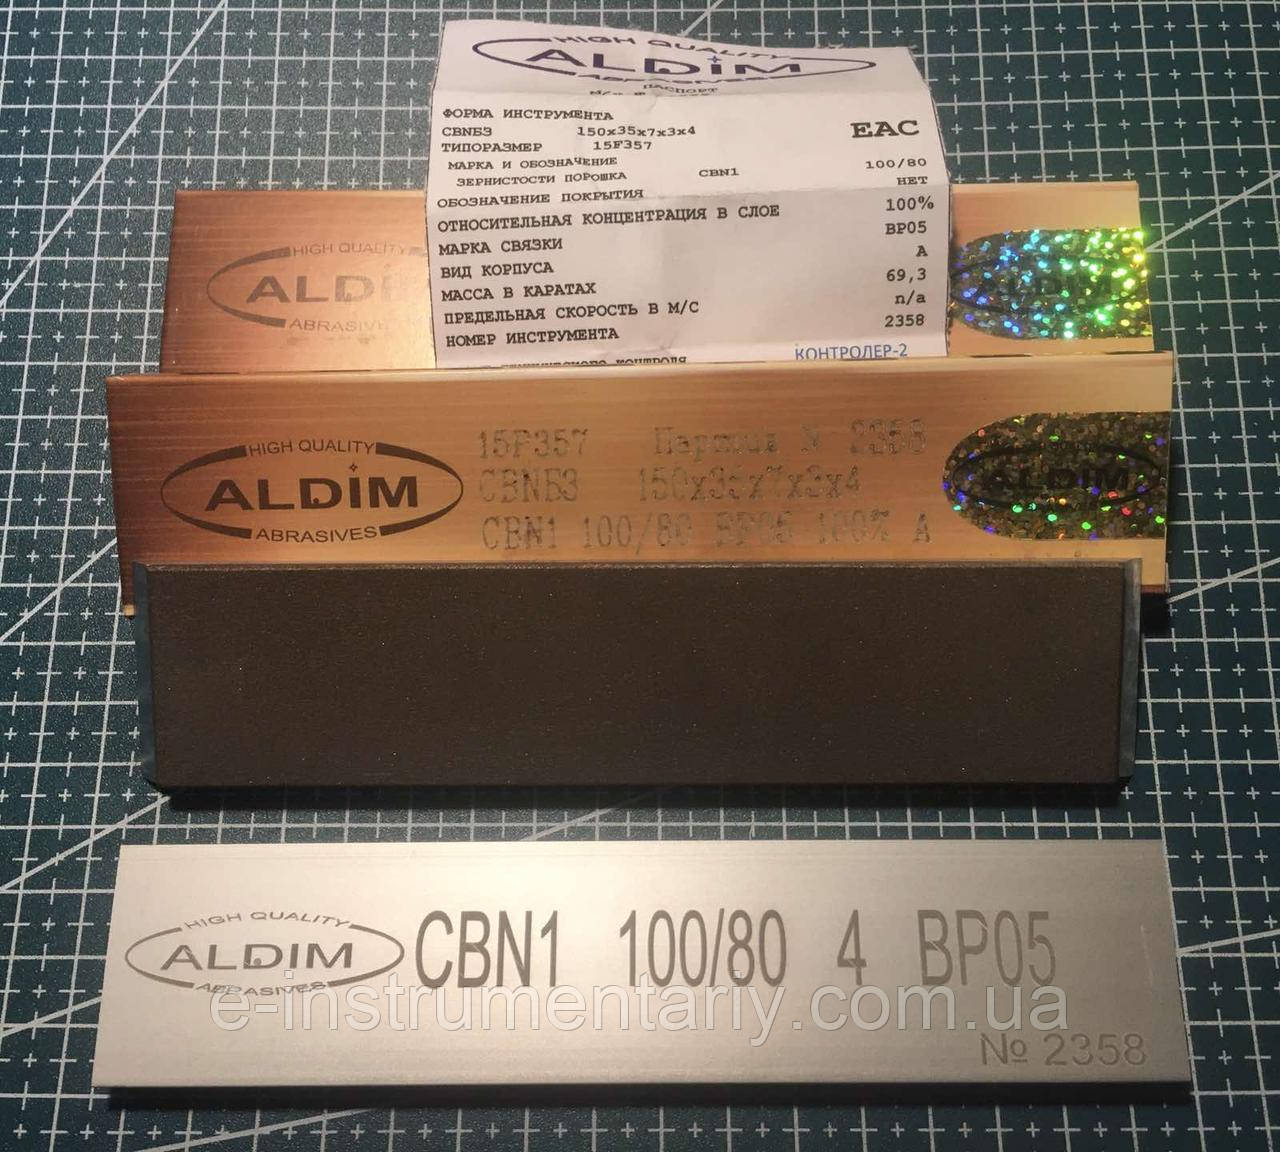 HIGH QUALITY
ALDIM
ПАСПОРТ
ФОРМА ИНСТРУМЕНТА
CBNБЗ 150x35x7x3x4 EAC
ТИПОРАЗМЕР 15F357
МАРКА И ОБОЗНАЧЕНИЕ
ЗЕРНИСТОСТИ ПОРОШКА CBN1 100/80
ОБОЗНАЧЕНИЕ ПОКРЫТИЯ НЕТ
ОТНОСИТЕЛЬНАЯ КОНЦЕНТРАЦИЯ В СЛОЕ 100%
МАРКА СВЯЗКИ BP05
ВИД КОРПУСА A
МАССА В КАРАТАХ 69,3
ПРЕДЕЛЬНАЯ СКОРОСТЬ В М/С n/a
НОМЕР ИНСТРУМЕНТА 2358
КОНТРОЛЕР-2
HIGH QUALITY
ALDI
ABRASIVE
ALDIM
HIGH QUALITY
ALDIM
ABRASIVES
15F357 Партия N 2358
CBNБЗ 150x35x7x3x4
CBN1 100/80 BP05 100% A
ALDIM
HIGH QUALITY
ALDIM
ABRASIVES
CBN1 100/80 4 BP05
№ 2358
e-instrumentariy.com.ua